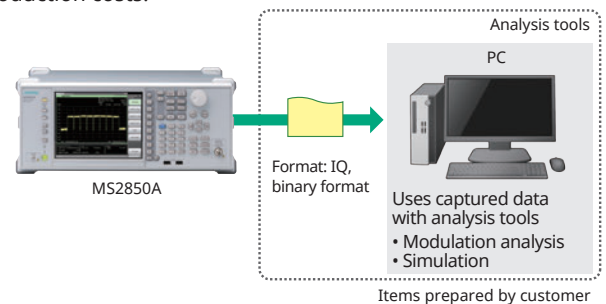 oduction costs.
Analysis tools
PC
MS2850A
Format: IQ,
binary format
Uses captured data
with analysis tools
• Modulation analysis
• Simulation
Items prepared by customer